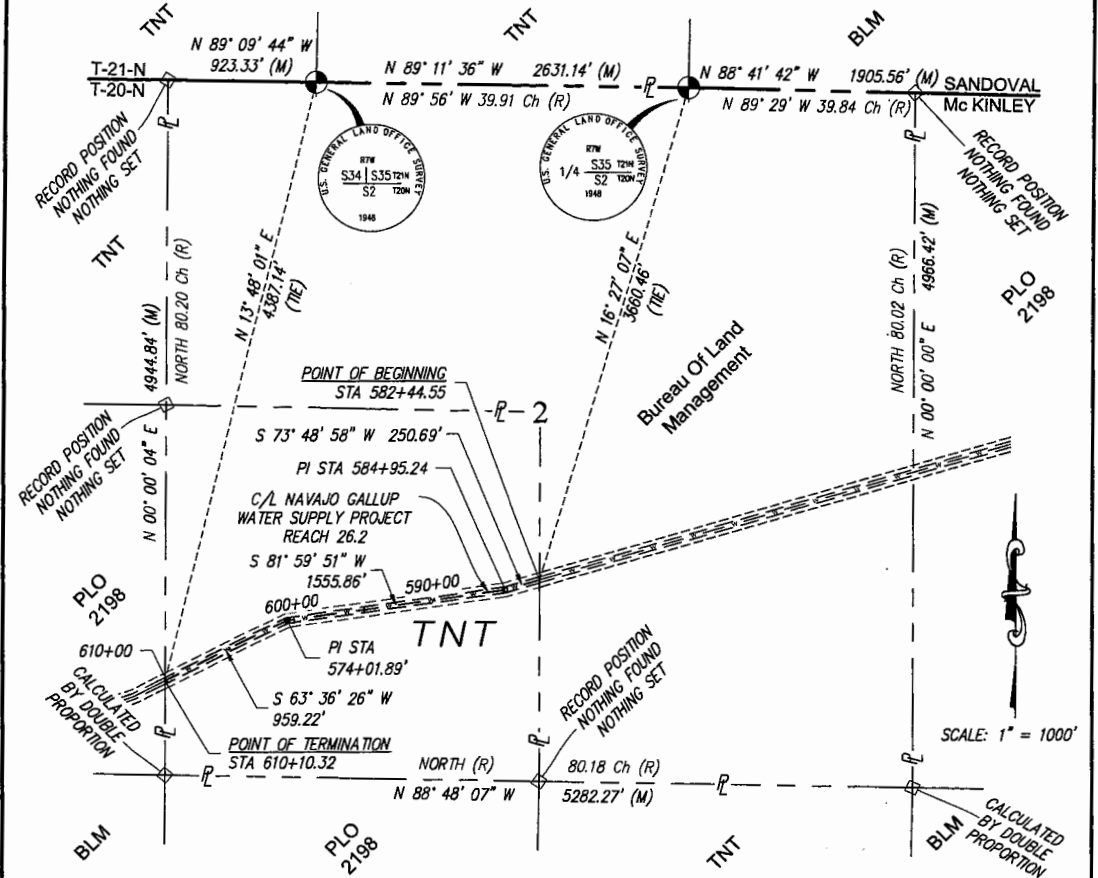 TNT
TNT
BLM
N 89° 09' 44" W
923.33' (M)
N 89° 11' 36" W 2631.14' (M)
N 88° 41' 42" W 1905.56' (M)
T-21-N
T-20-N
N 89° 56' W 39.91 Ch (R)
N 89° 29' W 39.84 Ch (R)
SANDOVAL
Mc KINLEY
RECORD POSITION
NOTHING FOUND
NOTHING SET
U.S. GENERAL LAND OFFICE SURVEY
R7W
S34 S35 T21N
S2 T20N
1948
U.S. GENERAL LAND OFFICE SURVEY
R7W
1/4 S35 T21N
S2 T20N
1948
RECORD POSITION
NOTHING FOUND
NOTHING SET
TNT
PLO
2198
4944.84' (M)
NORTH 80.20 Ch (R)
N 13° 48' 01" E
4387.14'
(TIE)
N 16° 27' 07" E
3660.46'
(TIE)
NORTH 80.02 Ch (R)
N 00° 00' 00" E 4966.42' (M)
Bureau Of Land
Management
POINT OF BEGINNING
STA 582+44.55
PL
2
S 73° 48' 58" W 250.69'
PI STA 584+95.24
C/L NAVAJO GALLUP
WATER SUPPLY PROJECT
REACH 26.2
S 81° 59' 51" W
1555.86'
RECORD POSITION
NOTHING FOUND
NOTHING SET
N 00° 00' 04" E
PLO
2198
590+00
600+00
TNT
610+00
PI STA
574+01.89'
S 63° 36' 26" W
959.22'
CALCULATED
BY DOUBLE
PROPORTION
RECORD POSITION
NOTHING FOUND
NOTHING SET
POINT OF TERMINATION
STA 610+10.32
SCALE: 1" = 1000'
NORTH (R) 80.18 Ch (R)
N 88° 48' 07" W 5282.27' (M)
BLM
PLO
2198
TNT
BLM
CALCULATED
BY DOUBLE
PROPORTION